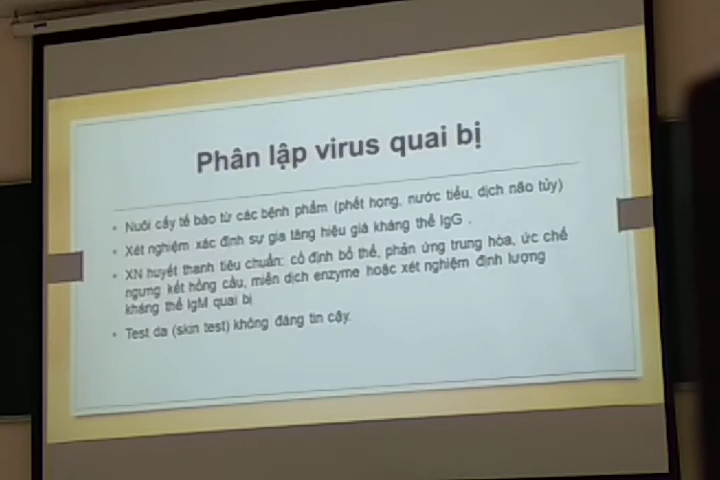 Phân lập virus quai bị
• Nuôi cấy tế bào từ các bệnh phẩm (phết họng, nước tiểu, dịch não tủy)
• Xét nghiệm xác định sự gia tăng hiệu giá kháng thể IgG .
• XN huyết thanh tiêu chuẩn: cố định bổ thể, phản ứng trung hòa, ức chế
ngưng kết hồng cầu, miễn dịch enzyme hoặc xét nghiệm định lượng
kháng thể IgM quai bị
• Test da (skin test) không đáng tin cậy.